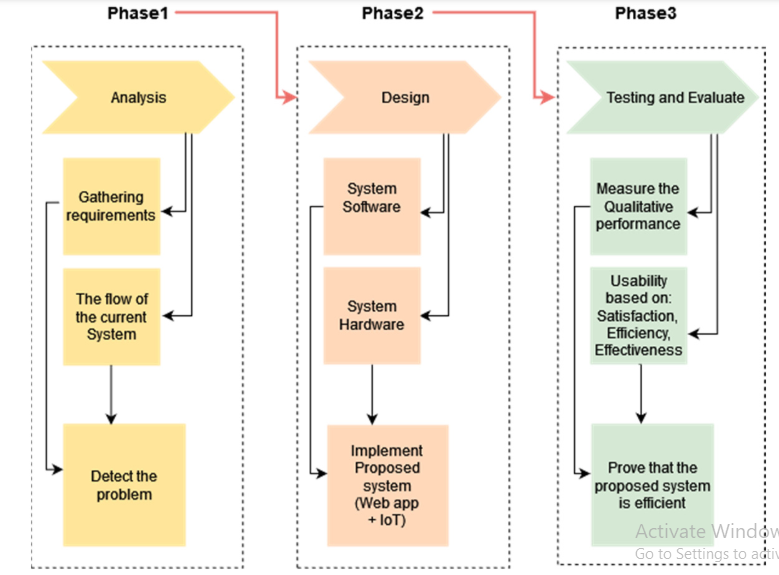 Phase1
Phase2
Phase3
Analysis
Gathering
requirements
The flow of
the current
System
Detect the
problem
Design
System
Software
System
Hardware
Implement
Proposed
system
(Web app
+ IoT)
Testing and Evaluate
Measure the
Qualitative
performance
Usability
based on:
Satisfaction,
Efficiency,
Effectiveness
Prove that the
proposed system
is efficient
Activate Window
Go to Settings to activ